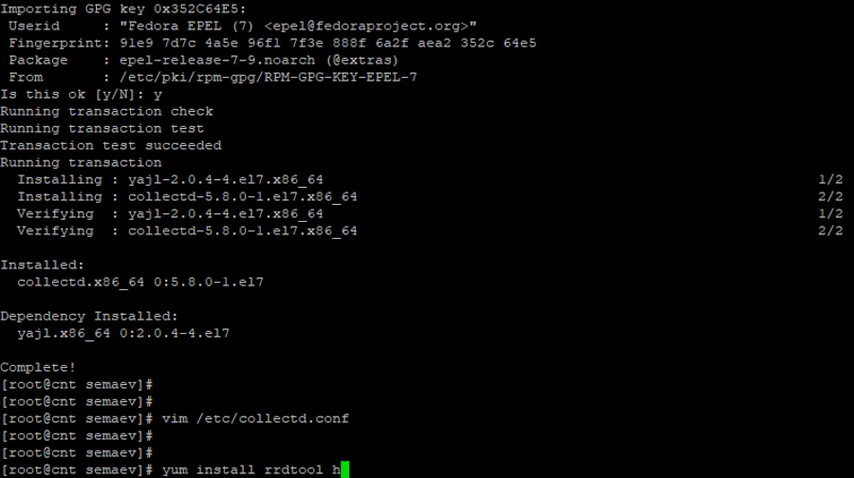 Importing GPG key 0x352C64E5:
 Userid     : "Fedora EPEL (7) <epel@fedoraproject.org>"
 Fingerprint: 91e9 7d7c 4a5e 96f1 7f3e 888f 6a2f aea2 352c 64e5
 Package    : epel-release-7-9.noarch (@extras)
 From       : /etc/pki/rpm-gpg/RPM-GPG-KEY-EPEL-7
Is this ok [y/N]: y
Running transaction check
Running transaction test
Transaction test succeeded
Running transaction
  Installing : yajl-2.0.4-4.el7.x86_64 1/2
  Installing : collectd-5.8.0-1.el7.x86_64 2/2
  Verifying  : yajl-2.0.4-4.el7.x86_64 1/2
  Verifying  : collectd-5.8.0-1.el7.x86_64 2/2
Installed:
  collectd.x86_64 0:5.8.0-1.el7
Dependency Installed:
  yajl.x86_64 0:2.0.4-4.el7
Complete!
[root@cnt semaev]#
[root@cnt semaev]#
[root@cnt semaev]# vim /etc/collectd.conf
[root@cnt semaev]#
[root@cnt semaev]#
[root@cnt semaev]# yum install rrdtool h